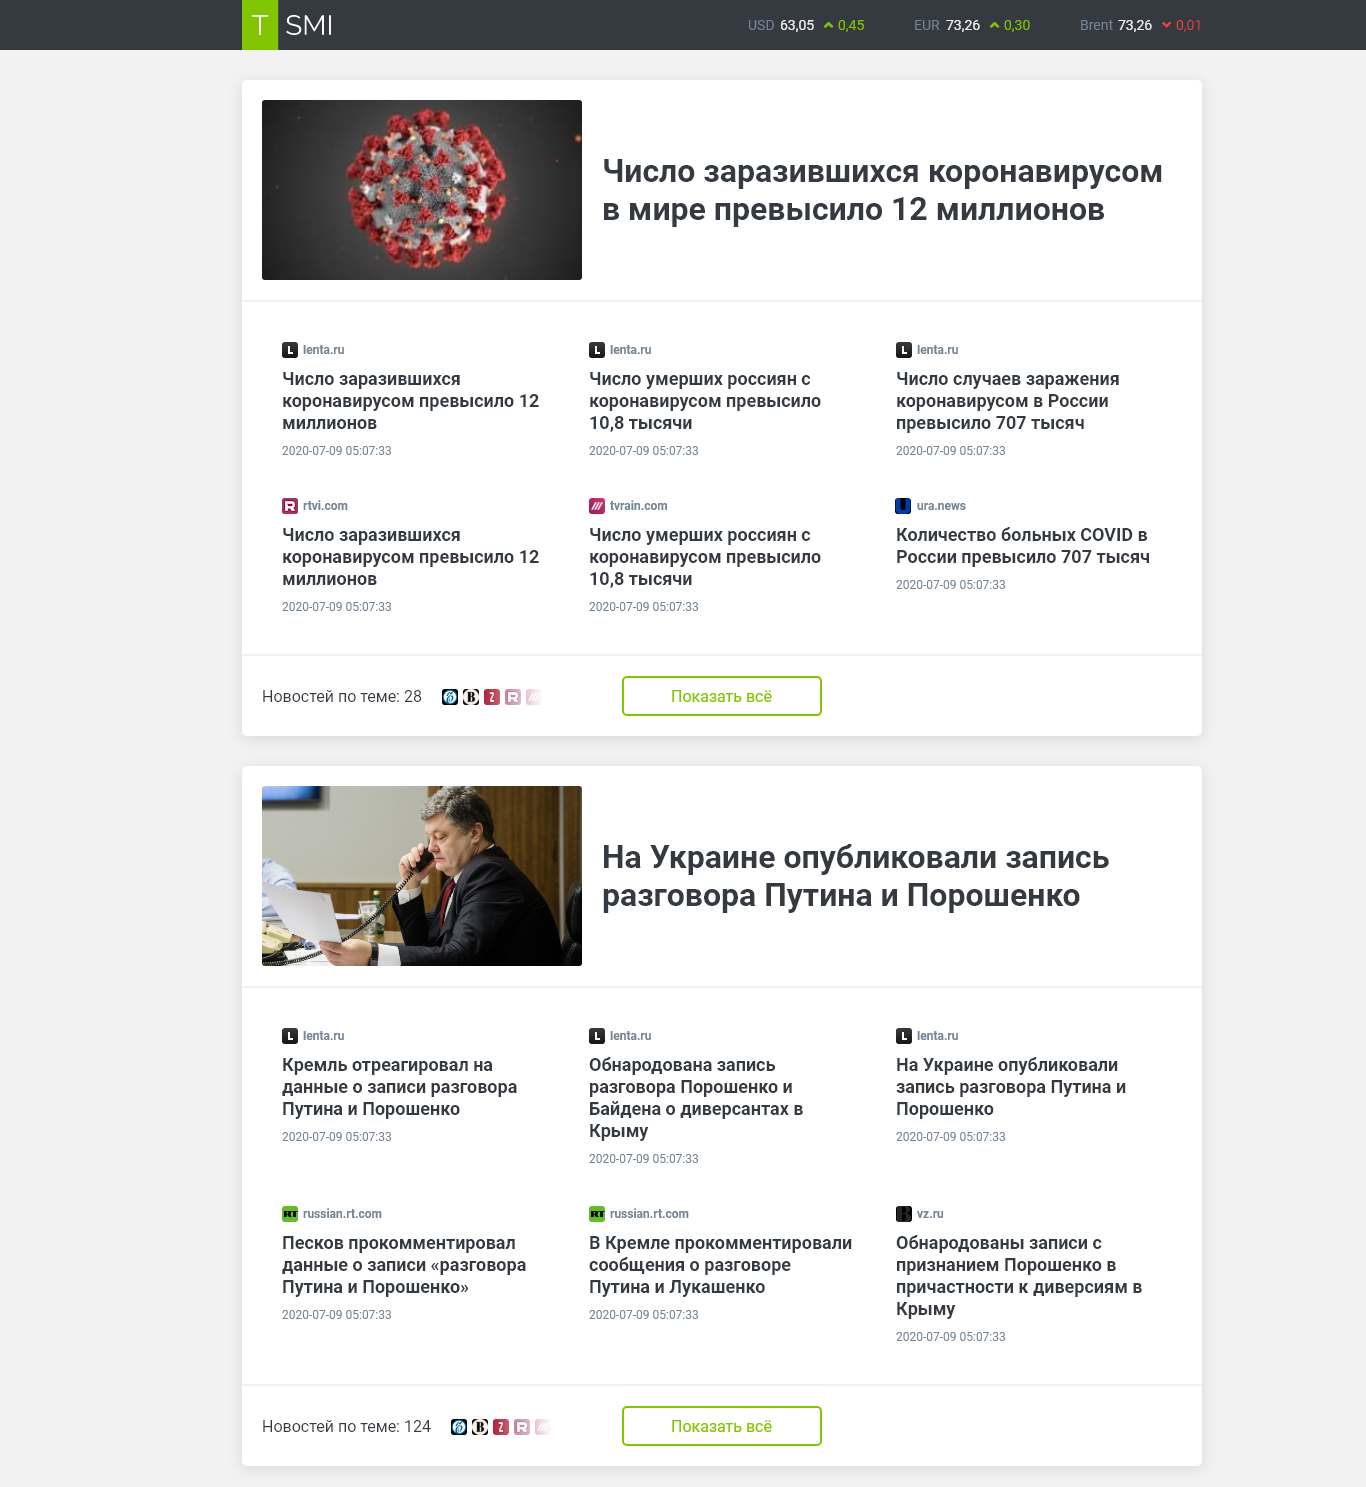 T SMI
USD 63,05 0,45 EUR 73,26 0,30 Brent 73,26 0,01
Число заразившихся коронавирусом
в мире превысило 12 миллионов
lenta.ru
Число заразившихся
коронавирусом превысило 12
миллионов
2020-07-09 05:07:33
lenta.ru
Число умерших россиян с
коронавирусом превысило
10,8 тысячи
2020-07-09 05:07:33
lenta.ru
Число случаев заражения
коронавирусом в России
превысило 707 тысяч
2020-07-09 05:07:33
rtvi.com
Число заразившихся
коронавирусом превысило 12
миллионов
2020-07-09 05:07:33
tvrain.com
Число умерших россиян с
коронавирусом превысило
10,8 тысячи
2020-07-09 05:07:33
ura.news
Количество больных COVID в
России превысило 707 тысяч
2020-07-09 05:07:33
Новостей по теме: 28
Показать всё
На Украине опубликовали запись
разговора Путина и Порошенко
lenta.ru
Кремль отреагировал на
данные о записи разговора
Путина и Порошенко
2020-07-09 05:07:33
lenta.ru
Обнародована запись
разговора Порошенко и
Байдена о диверсантах в
Крыму
2020-07-09 05:07:33
lenta.ru
На Украине опубликовали
запись разговора Путина и
Порошенко
2020-07-09 05:07:33
RT russian.rt.com
Песков прокомментировал
данные о записи «разговора
Путина и Порошенко»
2020-07-09 05:07:33
RT russian.rt.com
В Кремле прокомментировали
сообщения о разговоре
Путина и Лукашенко
2020-07-09 05:07:33
vz.ru
Обнародованы записи с
признанием Порошенко в
причастности к диверсиям в
Крыму
2020-07-09 05:07:33
Новостей по теме: 124
Показать всё